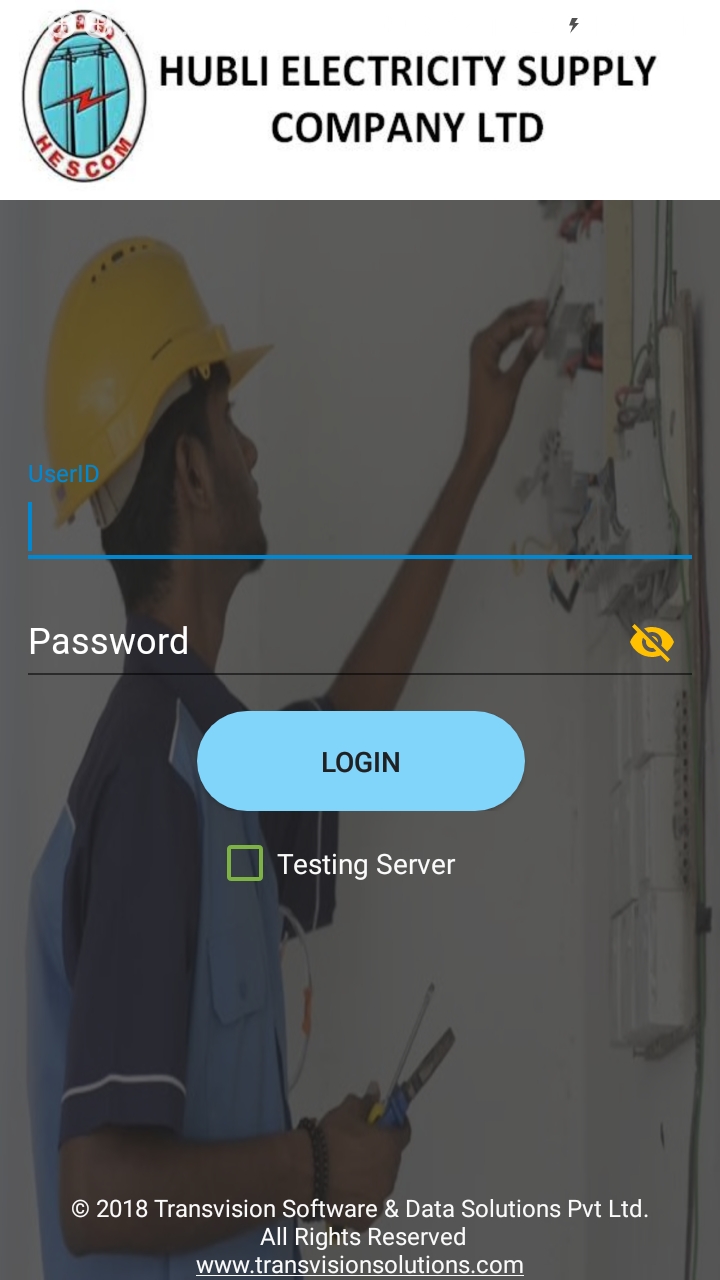 HESCOM
HUBLI ELECTRICITY SUPPLY
COMPANY LTD
UserID
Password
LOGIN
Testing Server
© 2018 Transvision Software & Data Solutions Pvt Ltd.
All Rights Reserved
www.transvisionsolutions.com